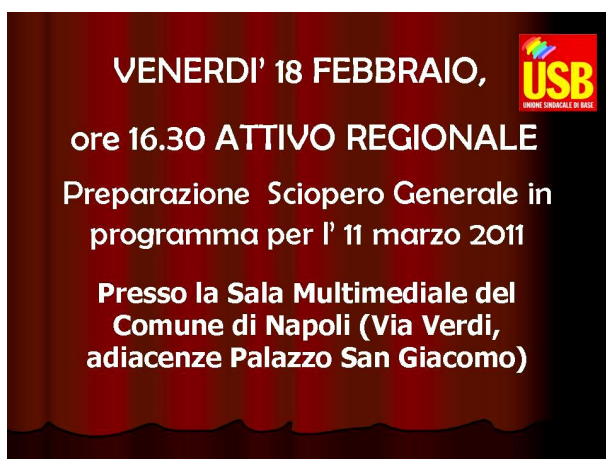 VENERDI' 18 FEBBRAIO,
USB
UNIONE SINDACALE DI BASE
ore 16.30 ATTIVO REGIONALE
Preparazione  Sciopero Generale in
programma per l' 11 marzo 2011
Presso la Sala Multimediale del
Comune di Napoli (Via Verdi,
adiacenze Palazzo San Giacomo)